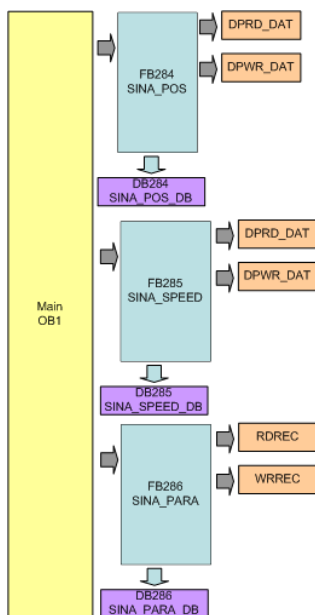 DPRD_DAT
FB284
SINA_POS
DPWR_DAT
DB284
SINA_POS_DB
DPRD_DAT
FB285
SINA_SPEED
DPWR_DAT
Main
OB1
DB285
SINA_SPEED_DB
RDREC
FB286
SINA_PARA
WRREC
DB286
SINA_PARA_DB